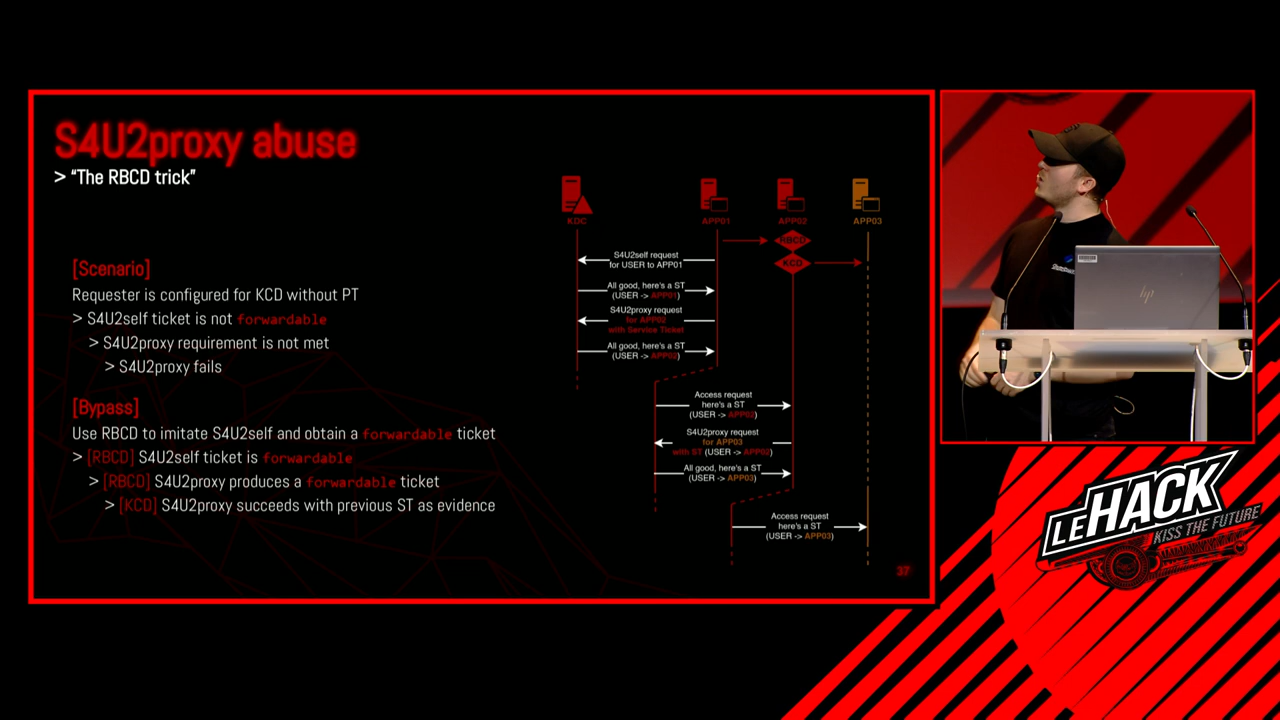 S4U2proxy abuse
> “The RBCD trick”
[Scenario]
Requester is configured for KCD without PT
> S4U2self ticket is not forwardable
> S4U2proxy requirement is not met
> S4U2proxy fails
[Bypass]
Use RBCD to imitate S4U2self and obtain a forwardable ticket
> [RBCD] S4U2self ticket is forwardable
> [RBCD] S4U2proxy produces a forwardable ticket
> [KCD] S4U2proxy succeeds with previous ST as evidence
KDC
APP01
APP02
APP03
RBCD
KCD
S4U2self request
for USER to APP01
All good, here's a ST
(USER -> APP01)
S4U2proxy request
for APP02
with Service Ticket
All good, here's a ST
(USER -> APP02)
Access request
here's a ST
(USER -> APP02)
S4U2proxy request
for APP03
with ST (USER -> APP02)
All good, here's a ST
(USER -> APP03)
Access request
here's a ST
(USER -> APP03)
37
hp
LEHACK
KISS THE FUTURE